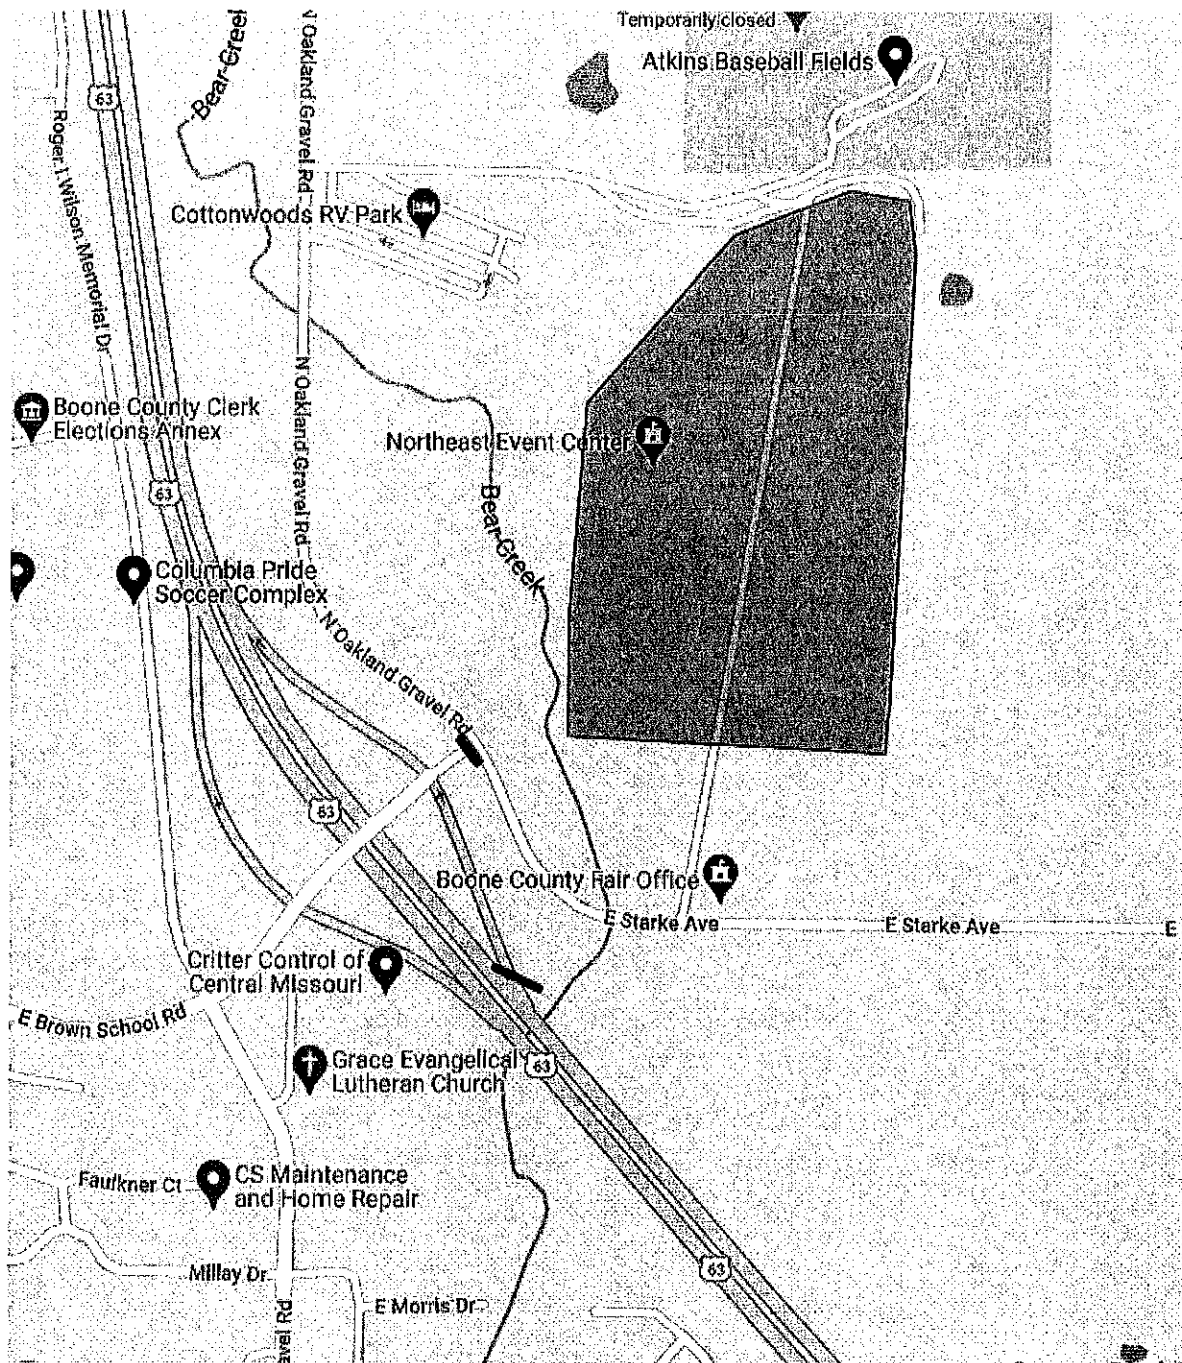 Temporarily closed
Atkins Baseball Fields
Bear Creek
N Oakland Gravel Rd
63
Roger I Wilson Memorial Dr
Cottonwoods RV Park
N Oakland Gravel Rd
Boone County Clerk
Elections Annex
Northeast Event Center
63
Bear Creek
Columbia Pride
Soccer Complex
N Oakland Gravel Rd
63
Boone County Fair Office
E Starke Ave
E Starke Ave
E
Critter Control of
Central Missouri
E Brown School Rd
Grace Evangelical
Lutheran Church
63
Faulkner Ct
CS Maintenance
and Home Repair
Millay Dr
63
E Morris Dr
avel Rd